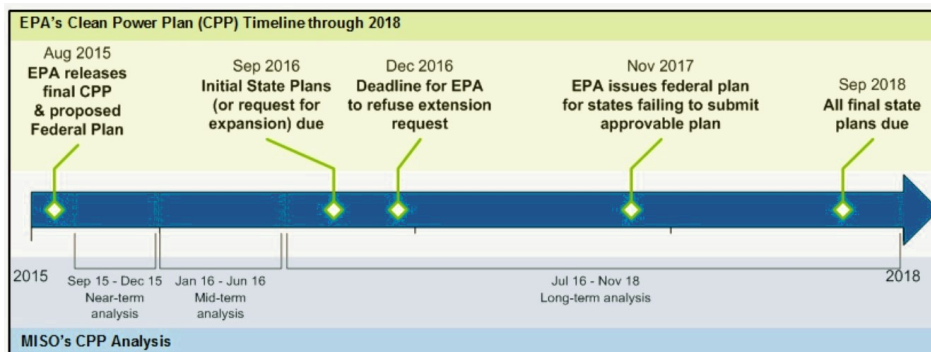 EPA's Clean Power Plan (CPP) Timeline through 2018
Aug 2015
EPA releases
final CPP
& proposed
Federal Plan
Sep 2016
Initial State Plans
(or request for
expansion) due
Dec 2016
Deadline for EPA
to refuse extension
request
Nov 2017
EPA issues federal plan
for states failing to submit
approvable plan
Sep 2018
All final state
plans due
2015
Sep 15 - Dec 15
Near-term
analysis
Jan 16 - Jun 16
Mid-term
analysis
Jul 16 - Nov 18
Long-term analysis
2018
MISO's CPP Analysis